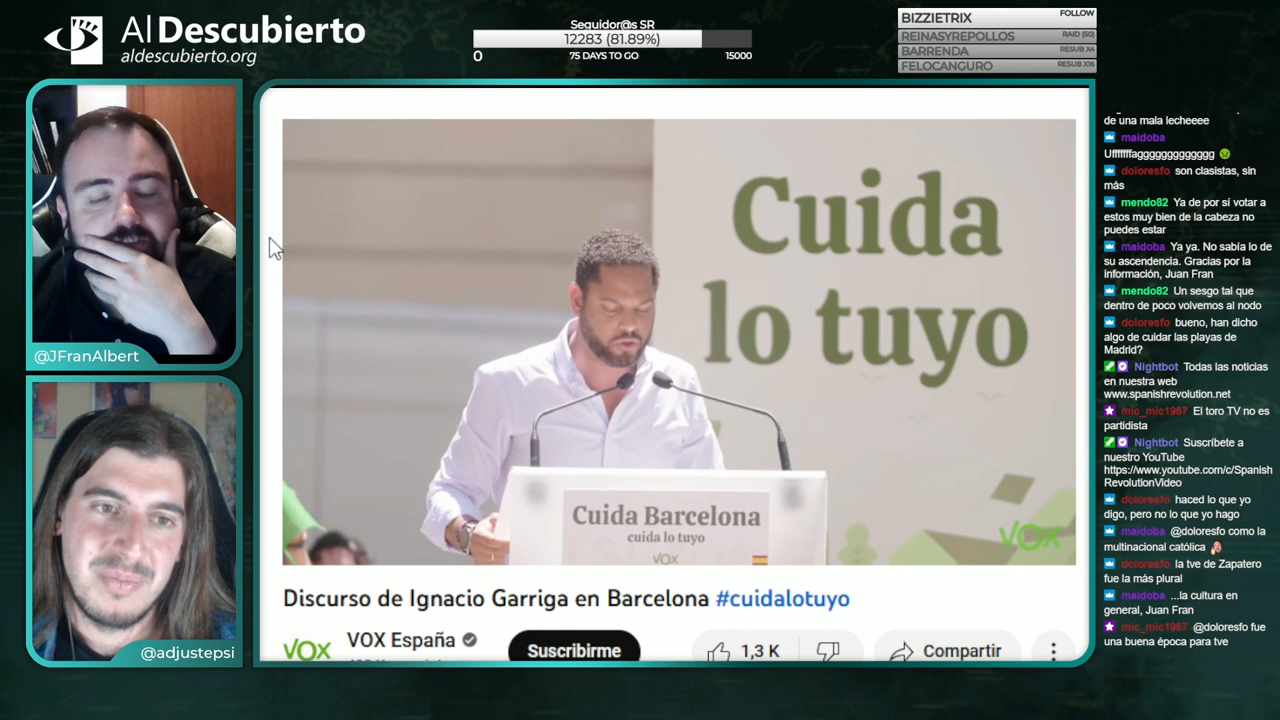 Al Descubierto
aldescubierto.org
Seguidor@s SR
12283 (81.89%)
0
75 DAYS TO GO
15000
BIZZIETRIX
FOLLOW
REINASYREPOLLOS
RAID (50)
BARRENDA
RESUB X4
FELOCANGURO
RESUB X16
@JFranAlbert
@adjustepsi
Cuida
lo tuyo
Cuida Barcelona
cuida lo tuyo
VOX
VOX
Discurso de Ignacio Garriga en Barcelona #cuidalotuyo
VOX
VOX España
Suscribirme
1,3 K
Compartir
de una mala lecheeee
maidoba
Ufffffffaggggggggggggg
doloresfo son clasistas, sin
más
mendo82 Ya de por sí votar a
estos muy bien de la cabeza no
puedes estar
maidoba Ya ya. No sabía lo de
su ascendencia. Gracias por la
información, Juan Fran
mendo82 Un sesgo tal que
dentro de poco volvemos al nodo
doloresfo bueno, han dicho
algo de cuidar las playas de
Madrid?
Nightbot Todas las noticias
en nuestra web
www.spanishrevolution.net
mic_mic1967 El toro TV no es
partidista
Nightbot Suscríbete a
nuestro YouTube
https://www.youtube.com/c/Spanish
RevolutionVideo
doloresfo haced lo que yo
digo, pero no lo que yo hago
maidoba @doloresfo como la
multinacional católica
doloresfo la tve de Zapatero
fue la más plural
maidoba ...la cultura en
general, Juan Fran
mic_mic1967 @doloresfo fue
una buena época para tve